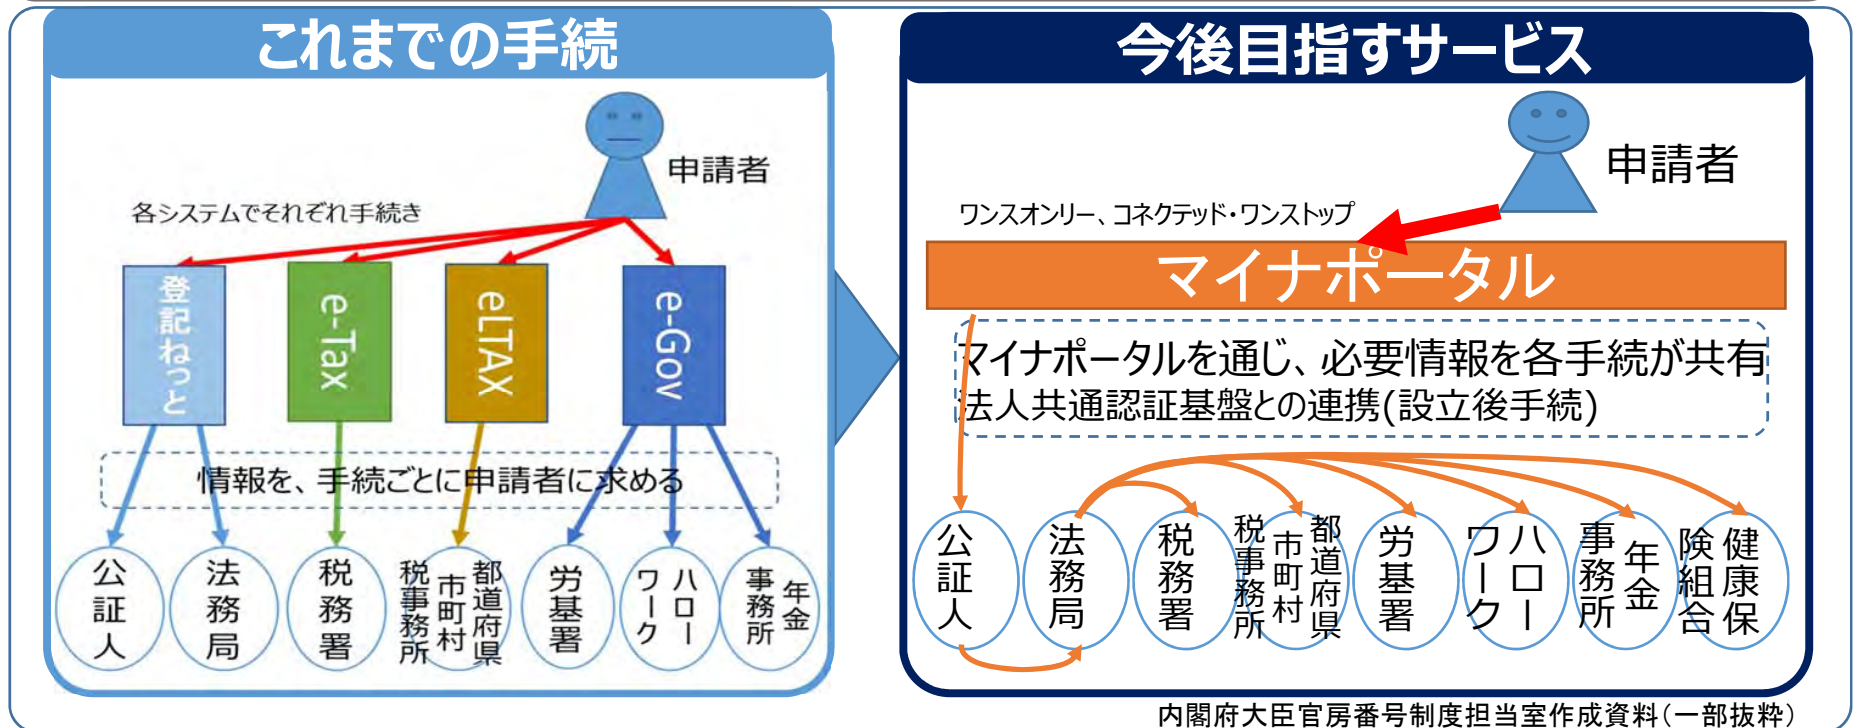 これまでの手続
申請者
各システムでそれぞれ手続き
登記ねっと
e-Tax
eLTAX
e-Gov
情報を、手続ごとに申請者に求める
公証人
法務局
税務署
都道府県
市町村
税事務所
労基署
ハロー
ワーク
年金
事務所
今後目指すサービス
申請者
ワンスオンリー、コネクテッド・ワンストップ
マイナポータル
マイナポータルを通じ、必要情報を各手続が共有
法人共通認証基盤との連携(設立後手続)
公証人
法務局
税務署
都道府県
市町村
税事務所
労基署
ハロー
ワーク
年金
事務所
健康保
険組合
内閣府大臣官房番号制度担当室作成資料(一部抜粋)